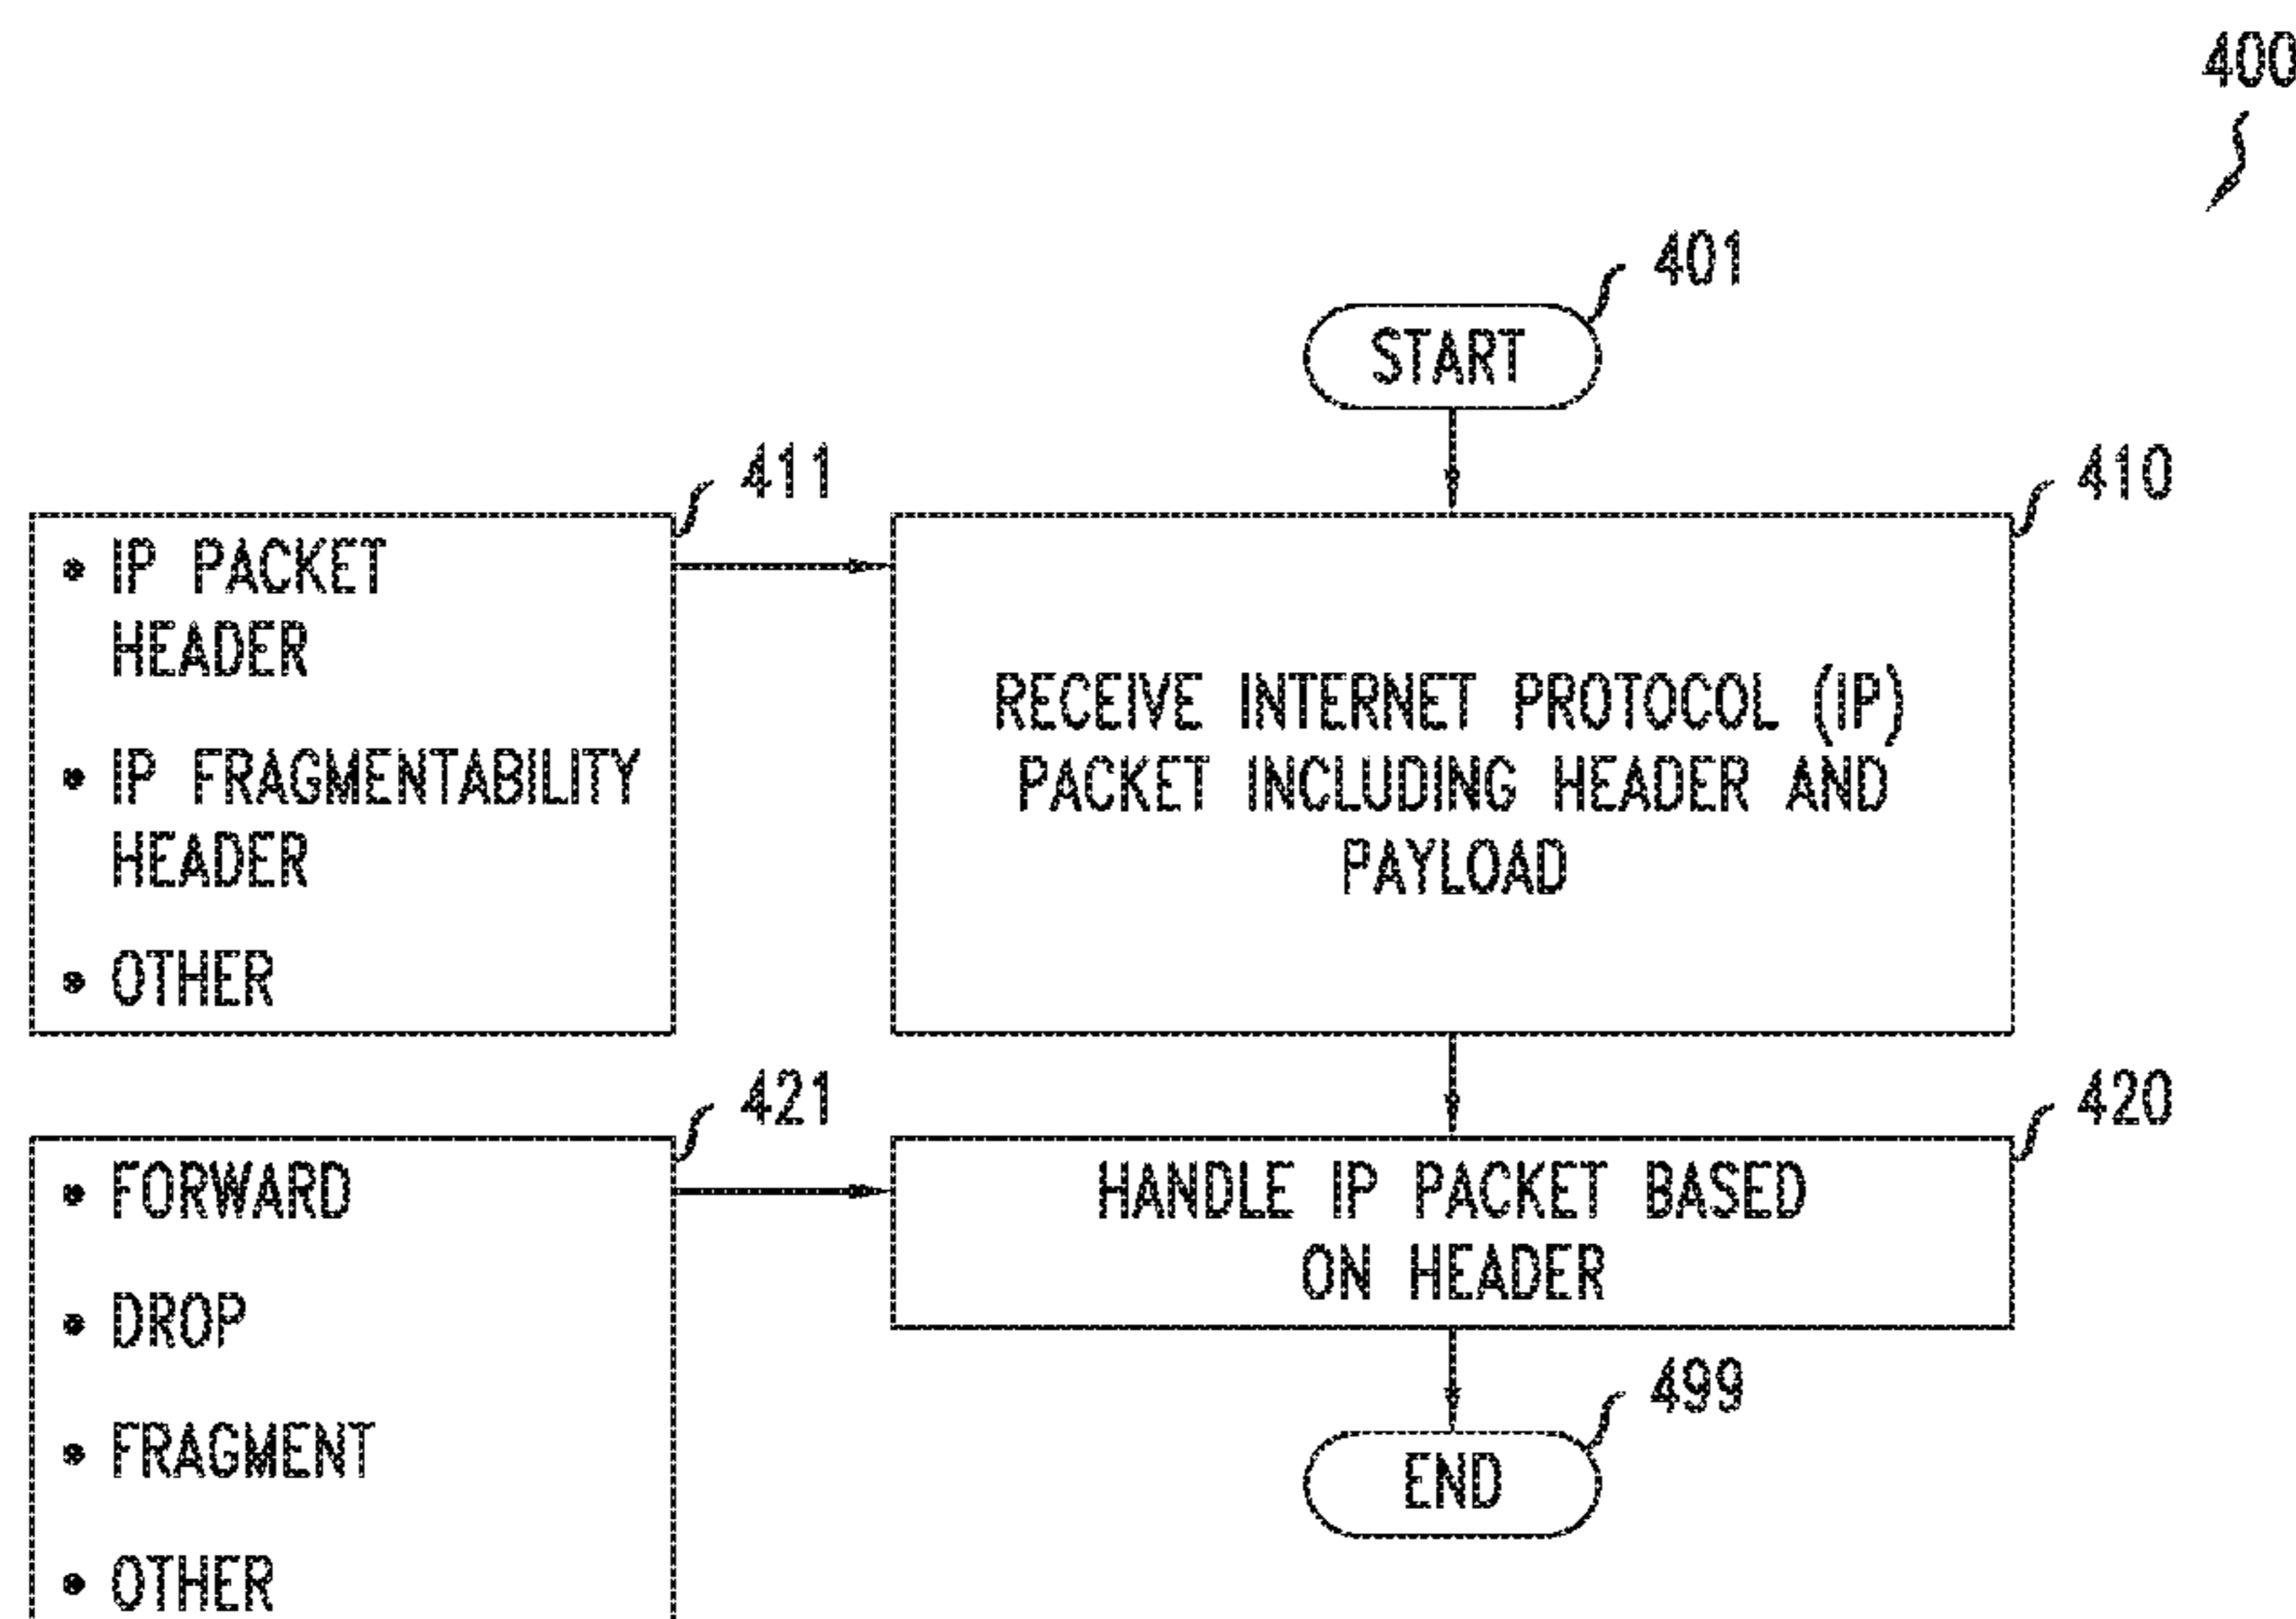 400
401
START
411
410
• IP PACKET
HEADER
• IP FRAGMENTABILITY
HEADER
• OTHER
RECEIVE INTERNET PROTOCOL (IP)
PACKET INCLUDING HEADER AND
PAYLOAD
421
420
• FORWARD
• DROP
• FRAGMENT
• OTHER
HANDLE IP PACKET BASED
ON HEADER
499
END